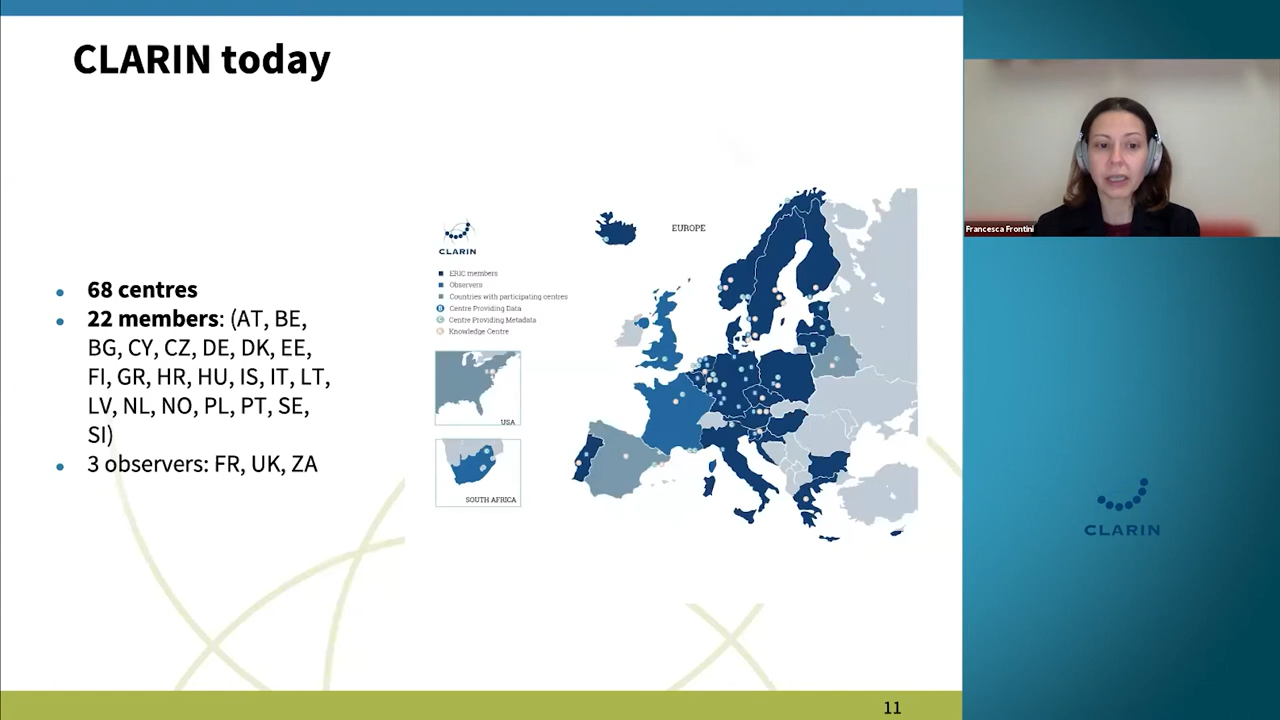 CLARIN today
68 centres
22 members: (AT, BE,
BG, CY, CZ, DE, DK, EE,
FI, GR, HR, HU, IS, IT, LT,
LV, NL, NO, PL, PT, SE,
SI)
3 observers: FR, UK, ZA
CLARIN
EUROPE
ERIC members
Observers
Countries with participating centres
B Centre Providing Data
C Centre Providing Metadata
K Knowledge Centre
USA
SOUTH AFRICA
11
Francesca Frontini
CLARIN